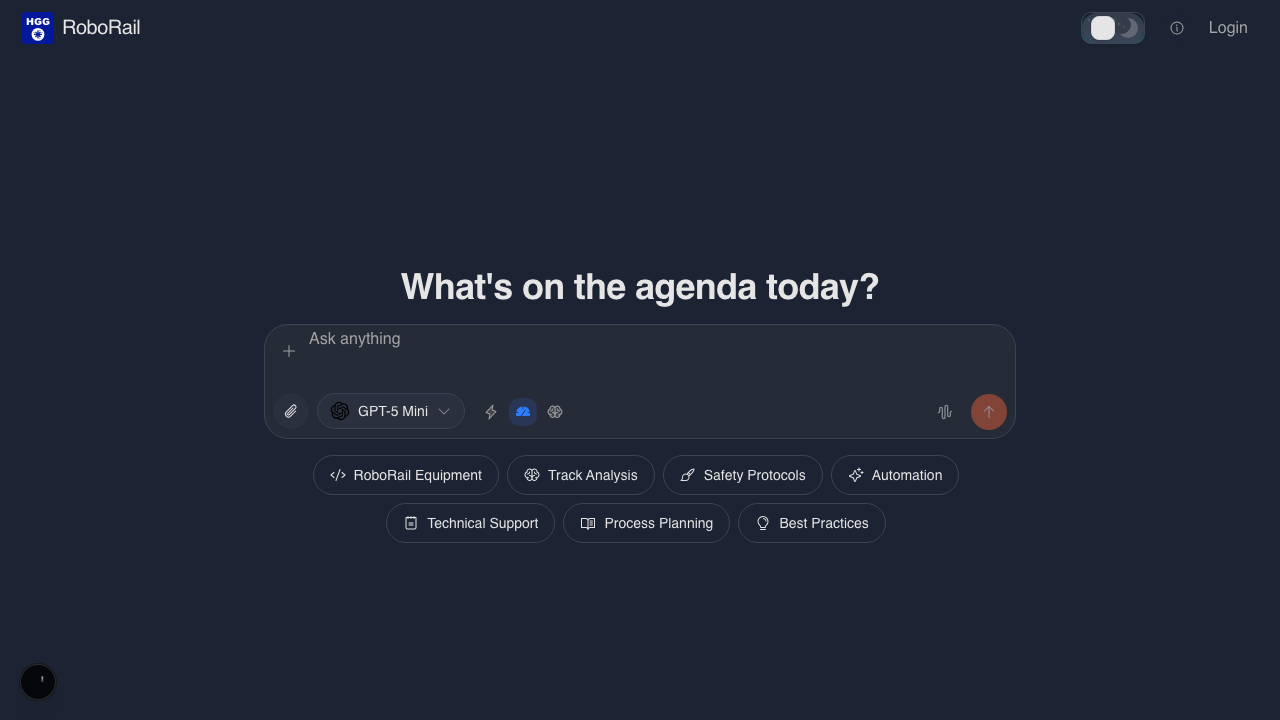 HGG
RoboRail
Login
What's on the agenda today?
Ask anything
GPT-5 Mini
RoboRail Equipment
Track Analysis
Safety Protocols
Automation
Technical Support
Process Planning
Best Practices